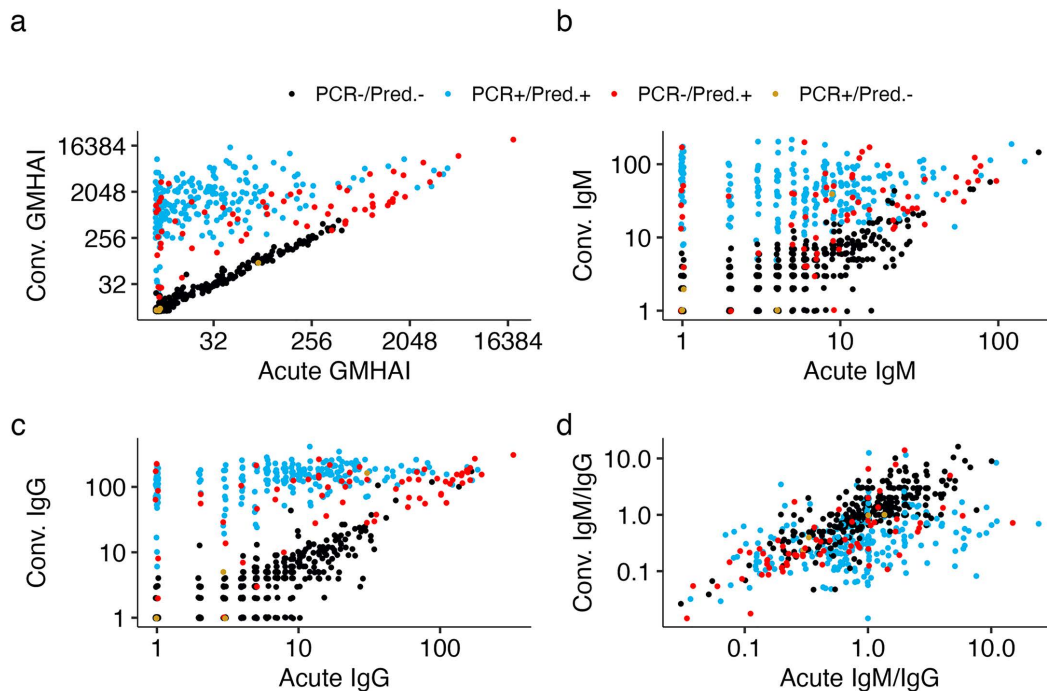 a
b
PCR-/Pred.- PCR+/Pred.+ PCR-/Pred.+ PCR+/Pred.-
16384
2048
256
32
Conv. GMHAI
32 256 2048 16384
Acute GMHAI
100
10
1
Conv. IgM
1 10 100
Acute IgM
c
d
100
10
1
Conv. IgG
1 10 100
Acute IgG
10.0
1.0
0.1
Conv. IgM/IgG
0.1 1.0 10.0
Acute IgM/IgG